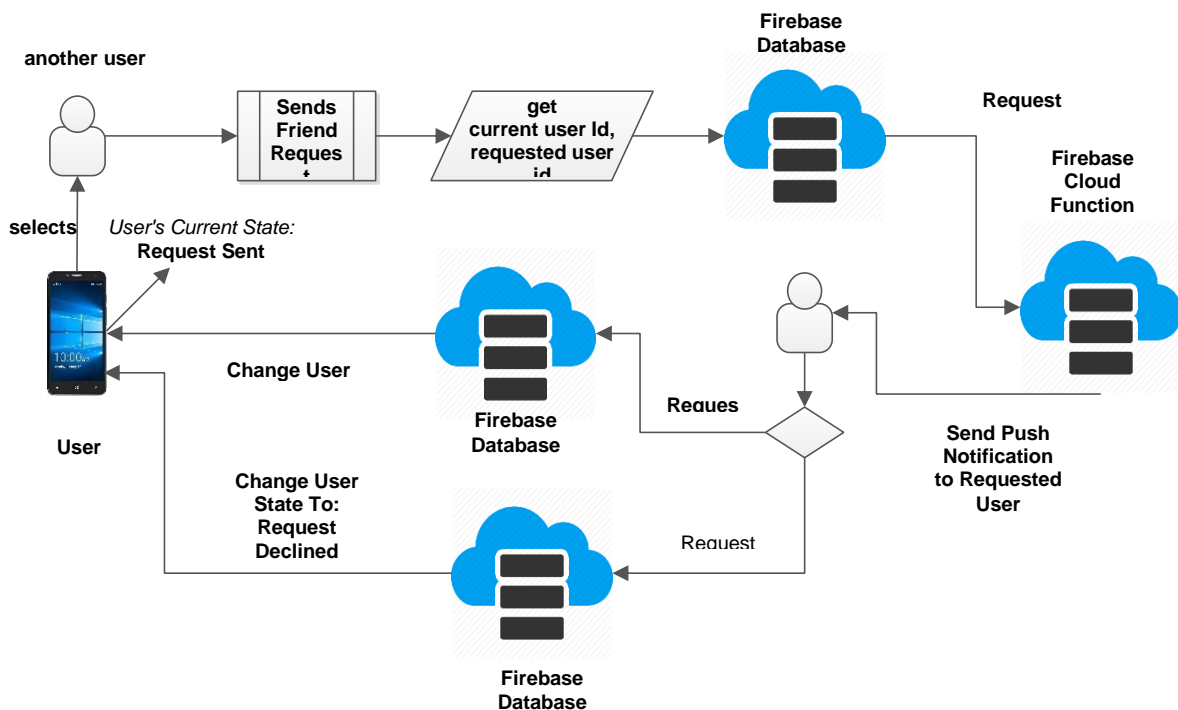 another user
Sends
Friend
Reques
t
get
current user Id,
requested user
id
Firebase
Database
Request
Firebase
Cloud
Function
selects
User's Current State:
Request Sent
Change User
Firebase
Database
Reques
User
Send Push
Notification
to Requested
User
Change User
State To:
Request
Declined
Request
Firebase
Database